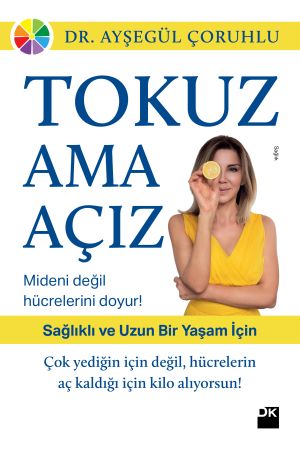 DR. AYŞEGÜL ÇORUHLU
TOKUZ
AMA
AÇIZ
Sağlık
Mideni değil
hücrelerini doyur!
Sağlıklı ve Uzun Bir Yaşam İçin
Çok yediğin için değil, hücrelerin
aç kaldığı için kilo alıyorsun!
DK